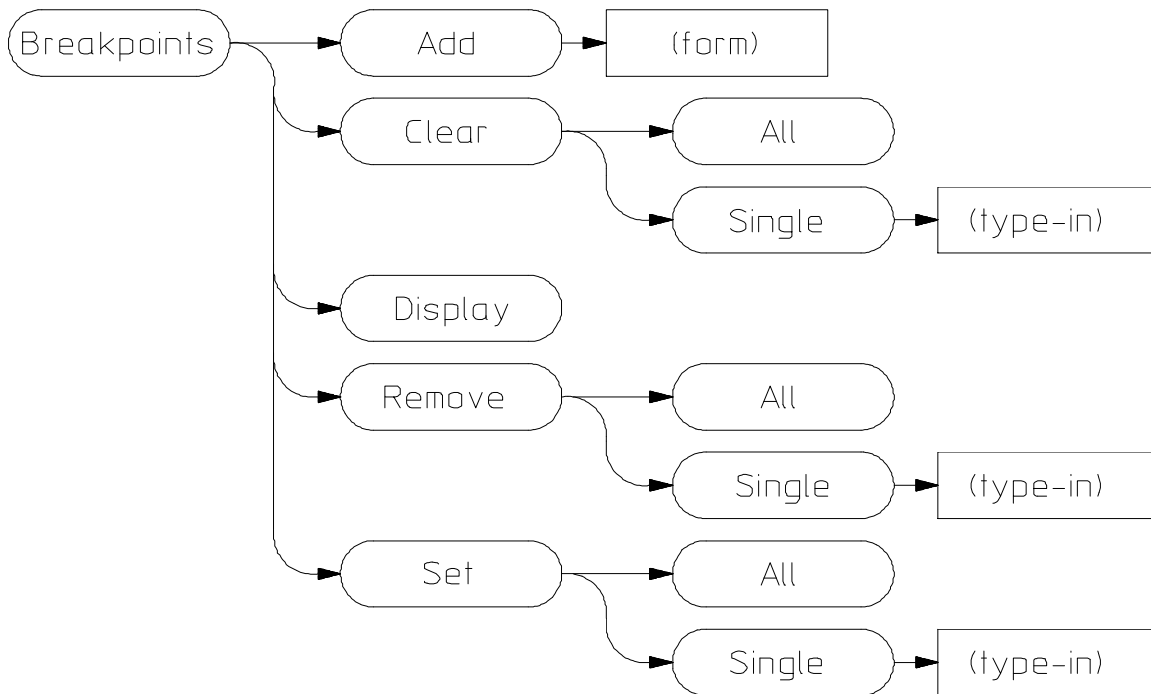 Breakpoints
Add
(form)
Clear
All
Single
(type-in)
Display
Remove
All
Single
(type-in)
Set
All
Single
(type-in)